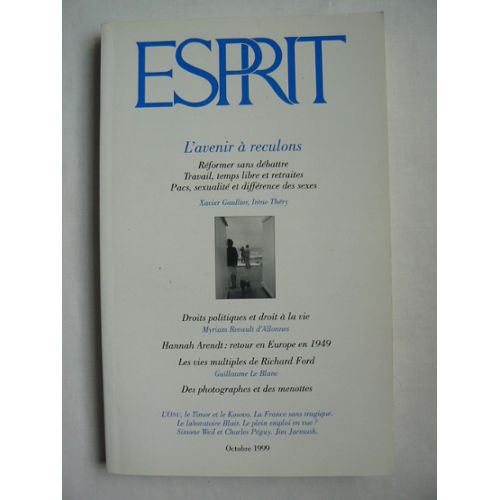 ESPRIT
L'avenir à reculons
Réformer sans débattre
Travail, temps libre et retraites
Pacs, sexualité et différence des sexes
Xavier Gaullier, Irène Théry
Droits politiques et droit à la vie
Myriam Revault d'Allonnes
Hannah Arendt : retour en Europe en 1949
Les vies multiples de Richard Ford
Guillaume Le Blanc
Des photographes et des menottes
L'ONU, le Timor et le Kosovo. La France sans tragique.
Le laboratoire Blair. Le plein emploi en vue ?
Simone Weil et Charles Péguy. Jim Jarmush.
Octobre 1999